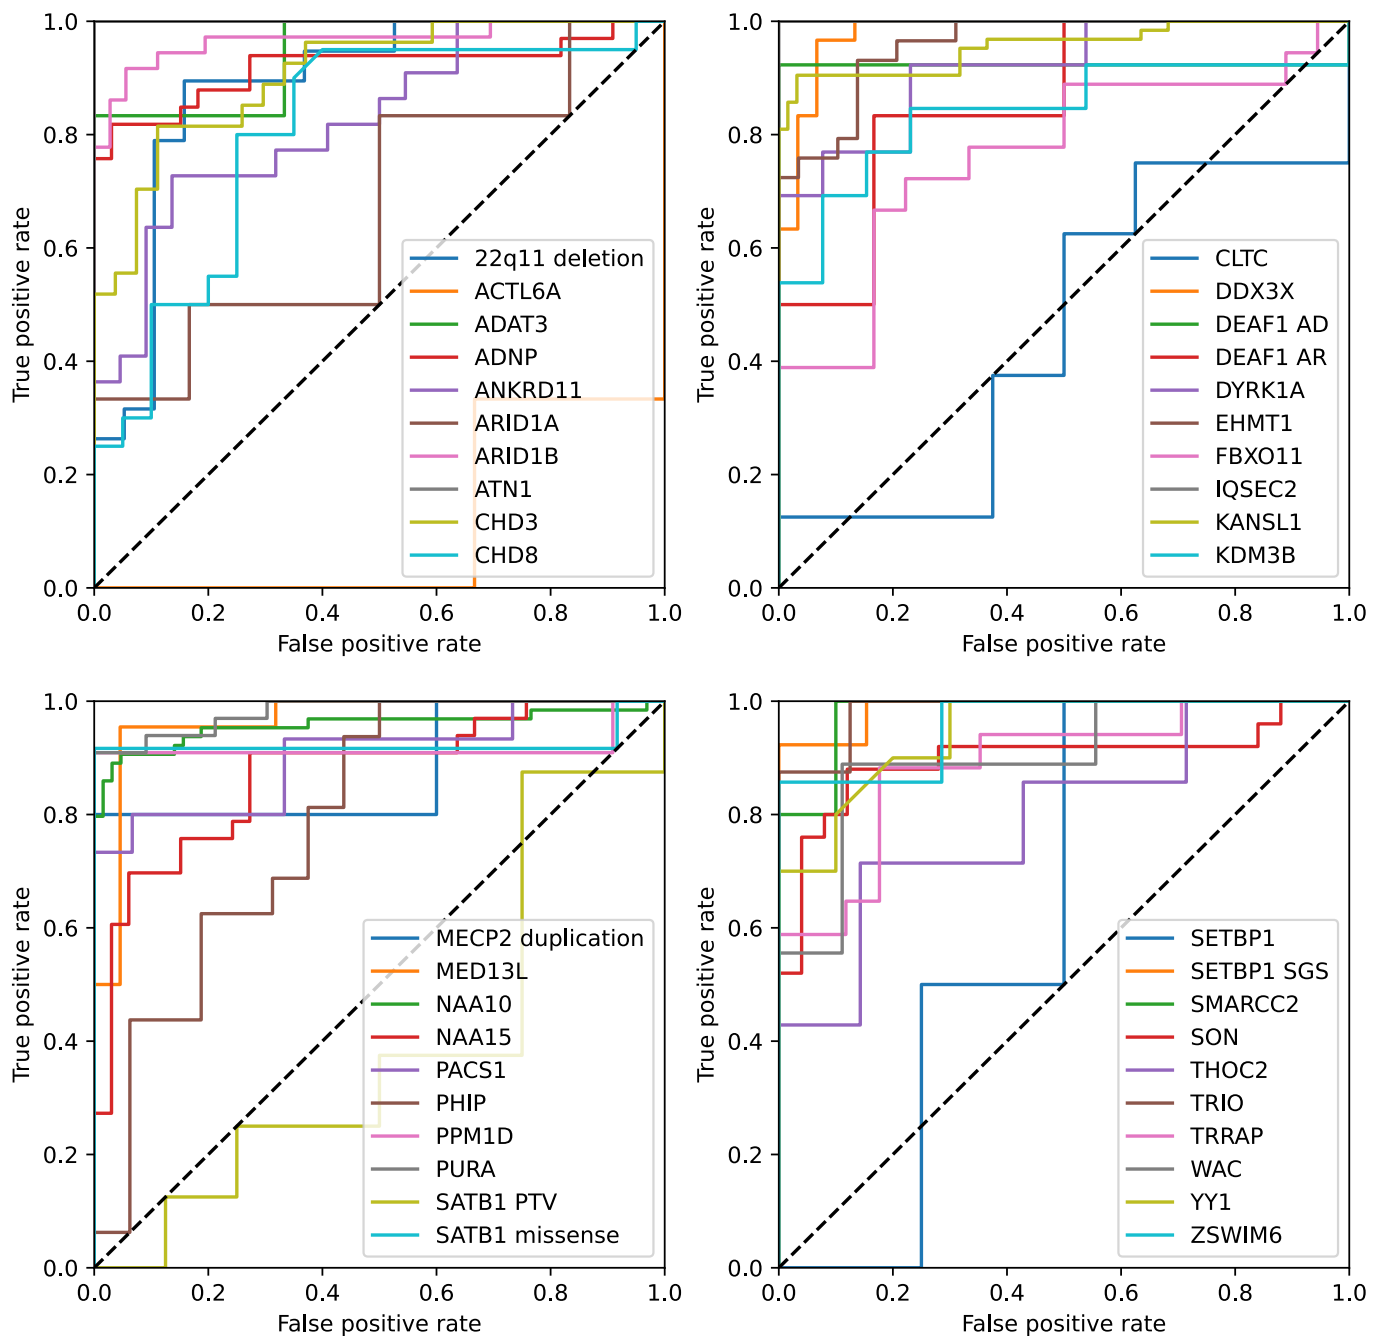 1.0
0.8
0.6
0.4
0.2
0.0
True positive rate
22q11 deletion
ACTL6A
ADAT3
ADNP
ANKRD11
ARID1A
ARID1B
ATN1
CHD3
CHD8
0.0 0.2 0.4 0.6 0.8 1.0
False positive rate
1.0
0.8
0.6
0.4
0.2
0.0
True positive rate
CLTC
DDX3X
DEAF1 AD
DEAF1 AR
DYRK1A
EHMT1
FBXO11
IQSEC2
KANSL1
KDM3B
0.0 0.2 0.4 0.6 0.8 1.0
False positive rate
1.0
0.8
0.6
0.4
0.2
0.0
True positive rate
MECP2 duplication
MED13L
NAA10
NAA15
PACS1
PHIP
PPM1D
PURA
SATB1 PTV
SATB1 missense
0.0 0.2 0.4 0.6 0.8 1.0
False positive rate
1.0
0.8
0.6
0.4
0.2
0.0
True positive rate
SETBP1
SETBP1 SGS
SMARCC2
SON
THOC2
TRIO
TRRAP
WAC
YY1
ZSWIM6
0.0 0.2 0.4 0.6 0.8 1.0
False positive rate